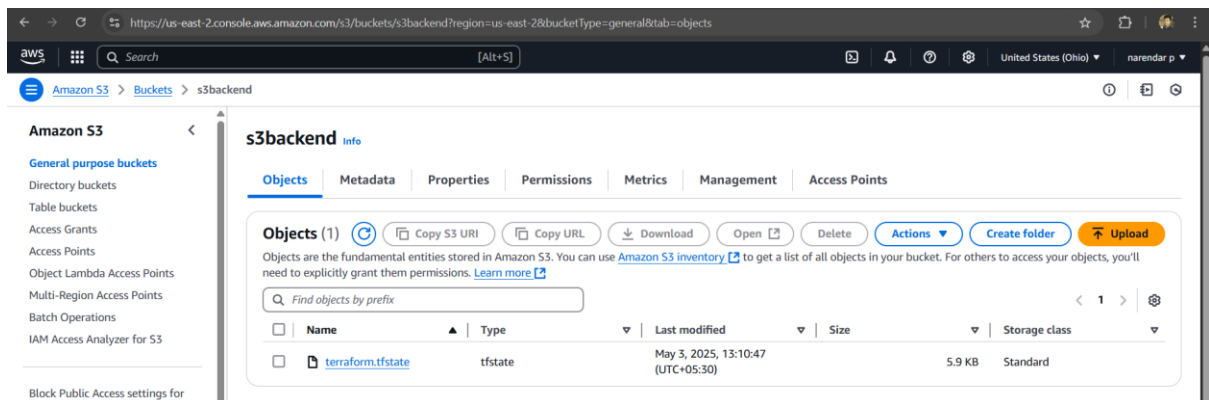 https://us-east-2.console.aws.amazon.com/s3/buckets/s3backend?region=us-east-2&bucketType=general&tab=objects
aws Search [Alt+S] United States (Ohio) narendar p
Amazon S3 > Buckets > s3backend
Amazon S3
General purpose buckets
Directory buckets
Table buckets
Access Grants
Access Points
Object Lambda Access Points
Multi-Region Access Points
Batch Operations
IAM Access Analyzer for S3
Block Public Access settings for
s3backend Info
Objects Metadata Properties Permissions Metrics Management Access Points
Objects (1) Copy S3 URI Copy URL Download Open Delete Actions Create folder Upload
Objects are the fundamental entities stored in Amazon S3. You can use Amazon S3 inventory to get a list of all objects in your bucket. For others to access your objects, you'll
need to explicitly grant them permissions. Learn more
Find objects by prefix < 1 >
Name Type Last modified Size Storage class
terraform.tfstate tfstate May 3, 2025, 13:10:47 5.9 KB Standard
(UTC+05:30)